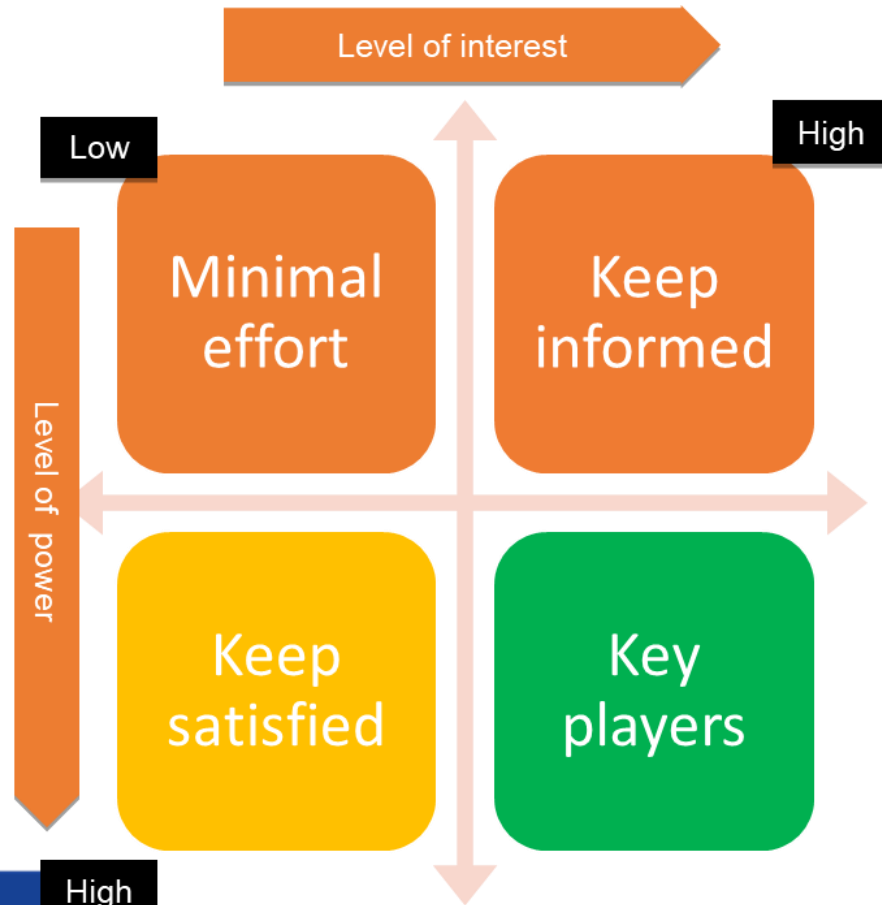 Level of interest
Low
High
Minimal
effort
Keep
informed
Level of power
Keep
satisfied
Key
players
High